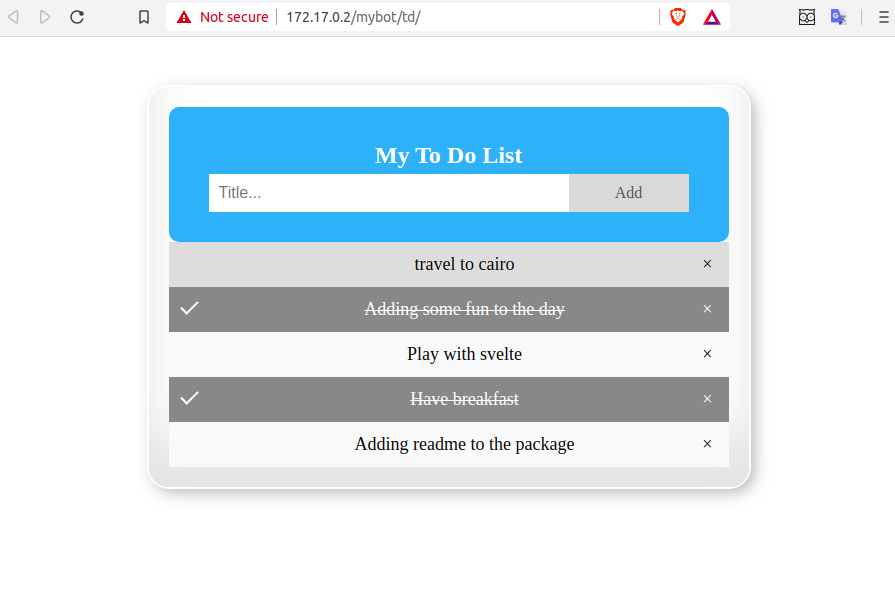 Not secure 172.17.0.2/mybot/td/
My To Do List
Title... Add
travel to cairo ×
Adding some fun to the day ×
Play with svelte ×
Have breakfast ×
Adding readme to the package ×